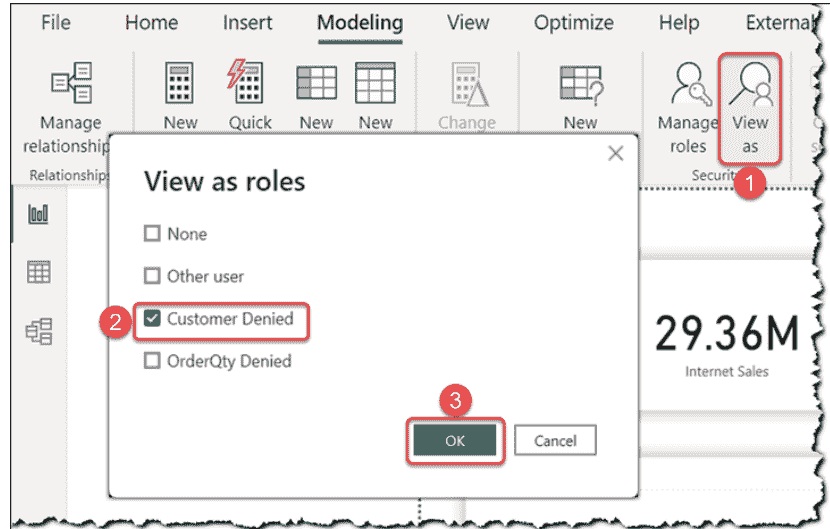 File Home Insert Modeling View Optimize Help External
Manage relationship
New
Quick
New
New
Change
New
Manage roles
View as
Relationships
Securit
1
View as roles
None
Other user
2
Customer Denied
OrderQty Denied
3
OK
Cancel
29.36M
Internet Sales